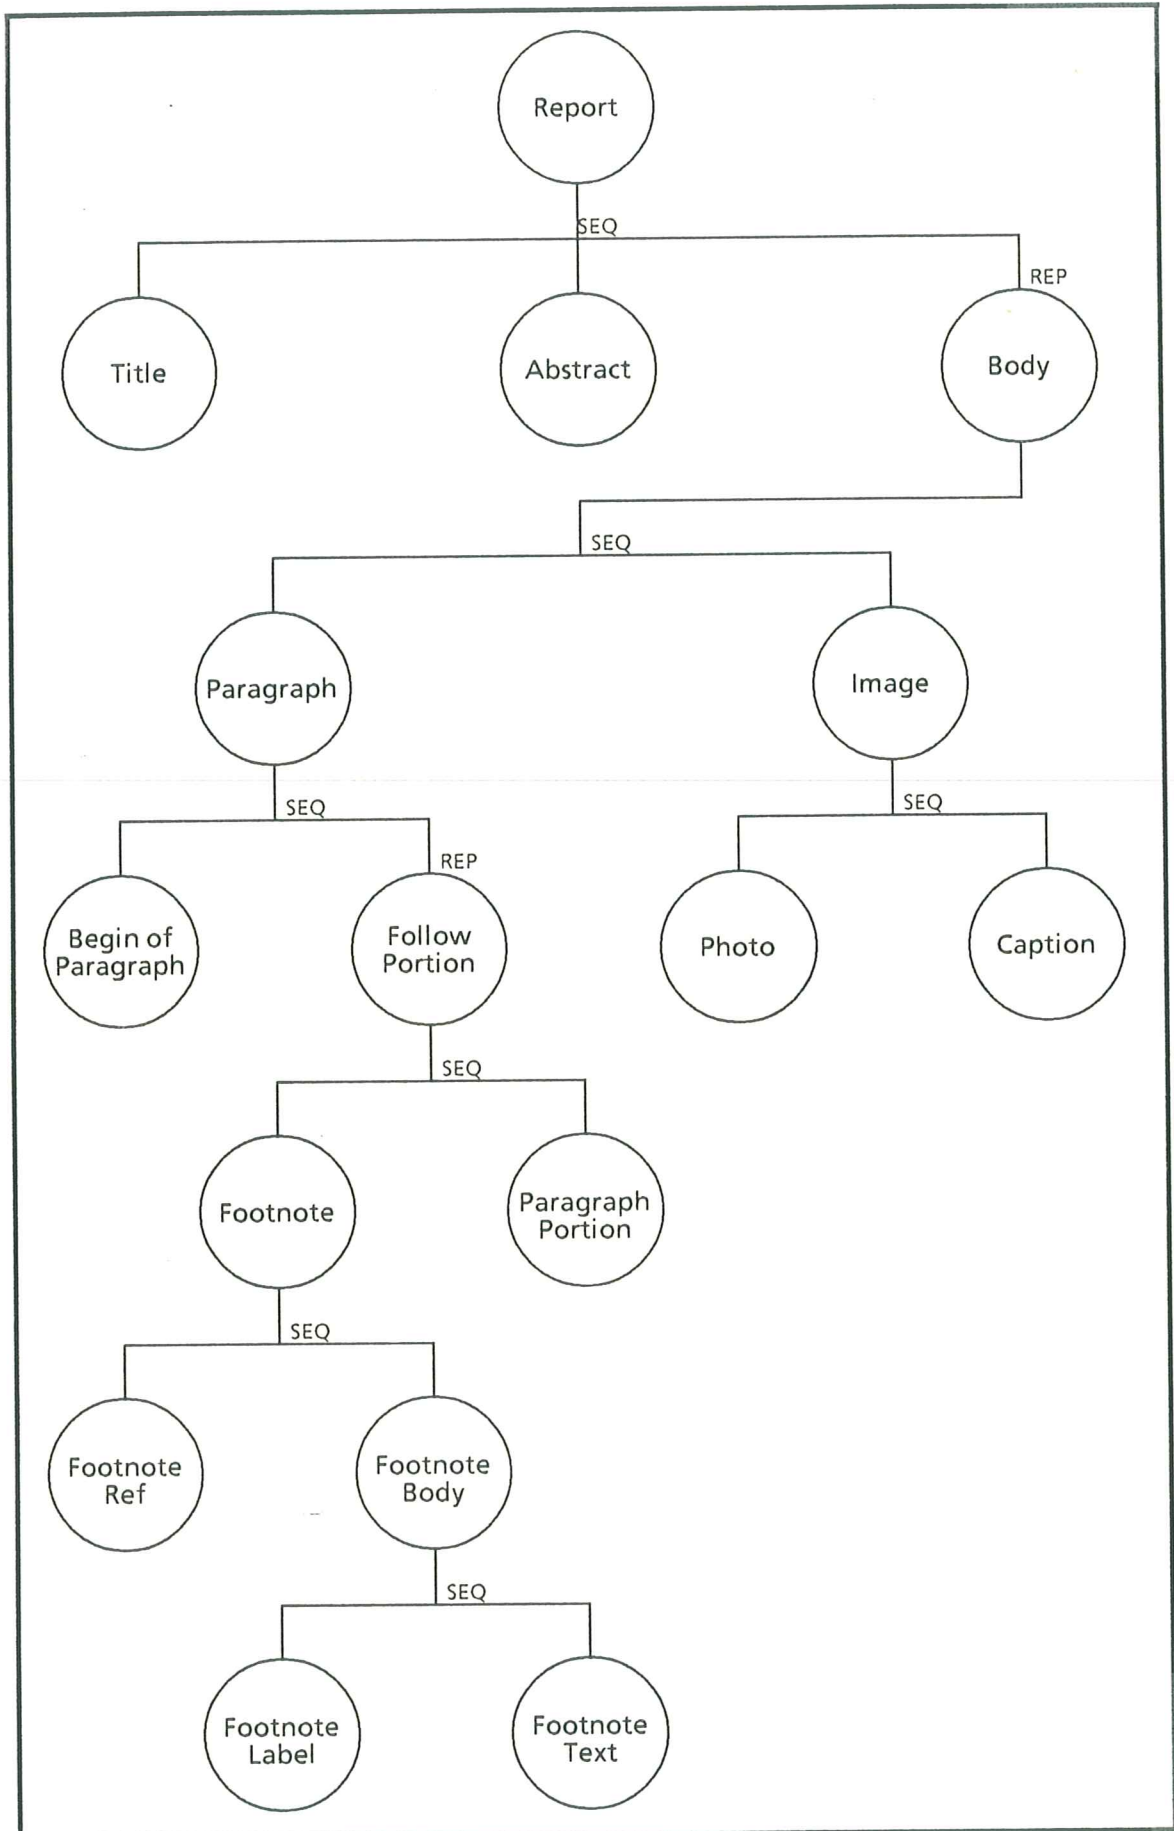 Report
SEQ
REP
Title
Abstract
Body
SEQ
Paragraph
Image
SEQ
SEQ
REP
Begin of
Paragraph
Follow
Portion
Photo
Caption
SEQ
Footnote
Paragraph
Portion
SEQ
Footnote
Ref
Footnote
Body
SEQ
Footnote
Label
Footnote
Text